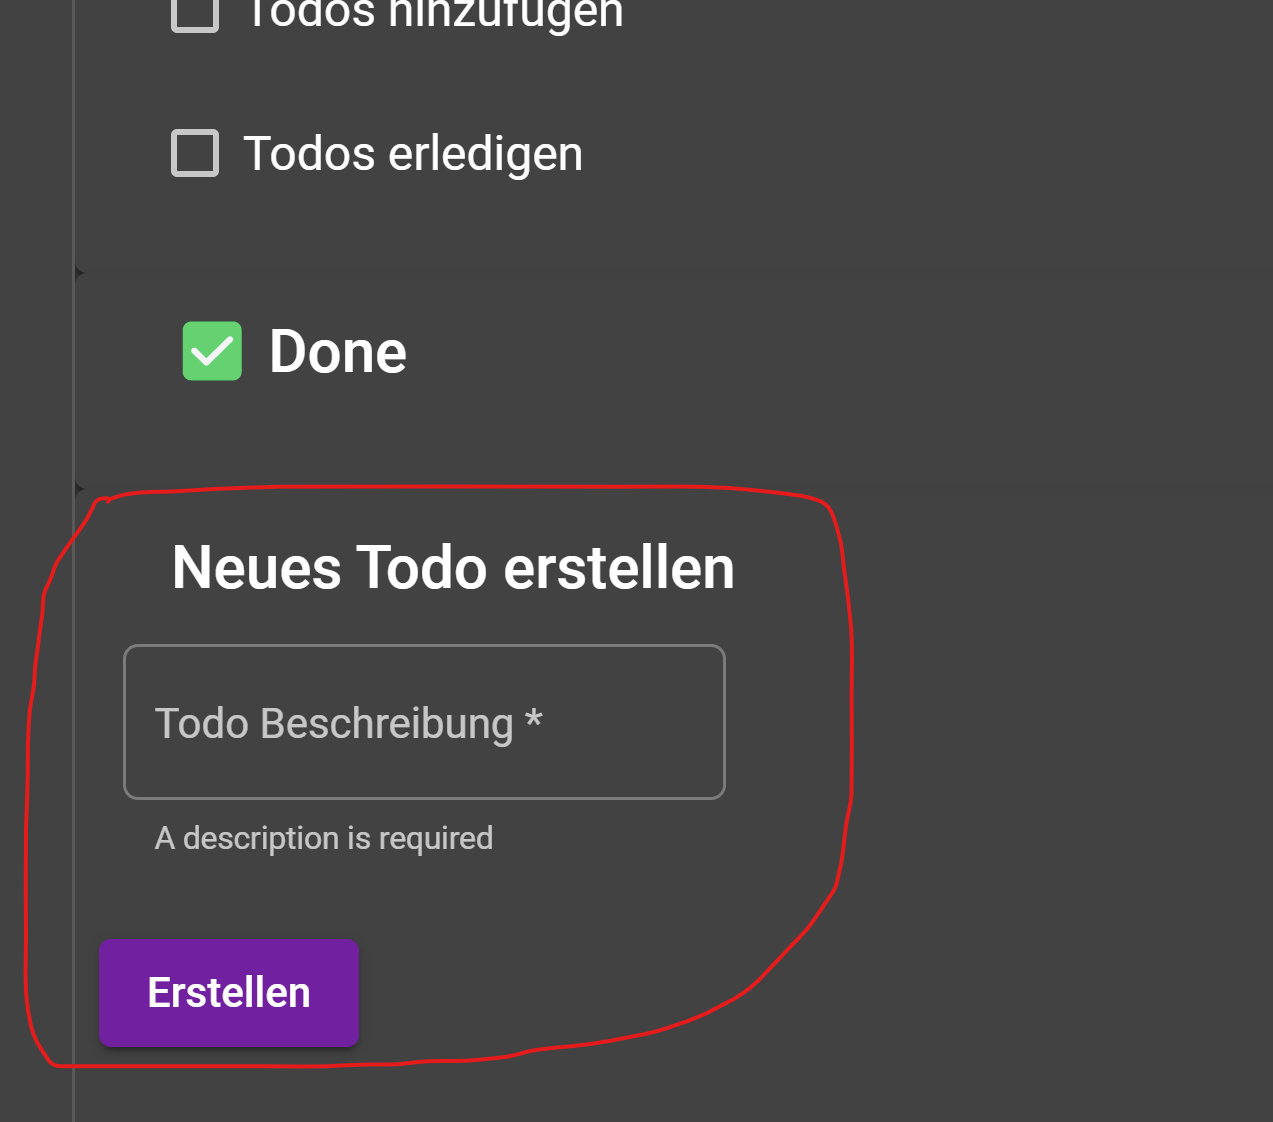 Todos hinzufügen
Todos erledigen
Done
Neues Todo erstellen
Todo Beschreibung *
A description is required
Erstellen